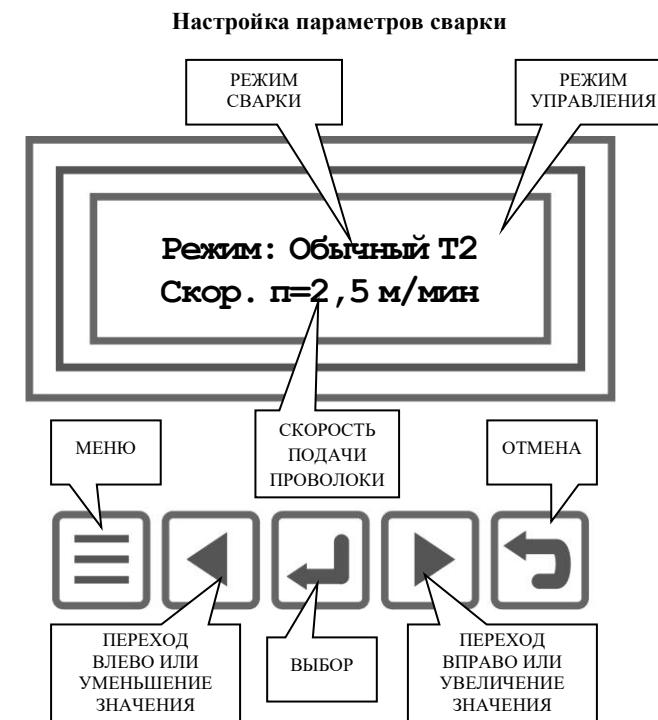 Настройка параметров сварки
РЕЖИМ
СВАРКИ
РЕЖИМ
УПРАВЛЕНИЯ
Режим: Обычный Т2
Скор. п=2,5 м/мин
МЕНЮ
СКОРОСТЬ
ПОДАЧИ
ПРОВОЛОКИ
ОТМЕНА
ПЕРЕХОД
ВЛЕВО ИЛИ
УМЕНЬШЕНИЕ
ЗНАЧЕНИЯ
ВЫБОР
ПЕРЕХОД
ВПРАВО ИЛИ
УВЕЛИЧЕНИЕ
ЗНАЧЕНИЯ